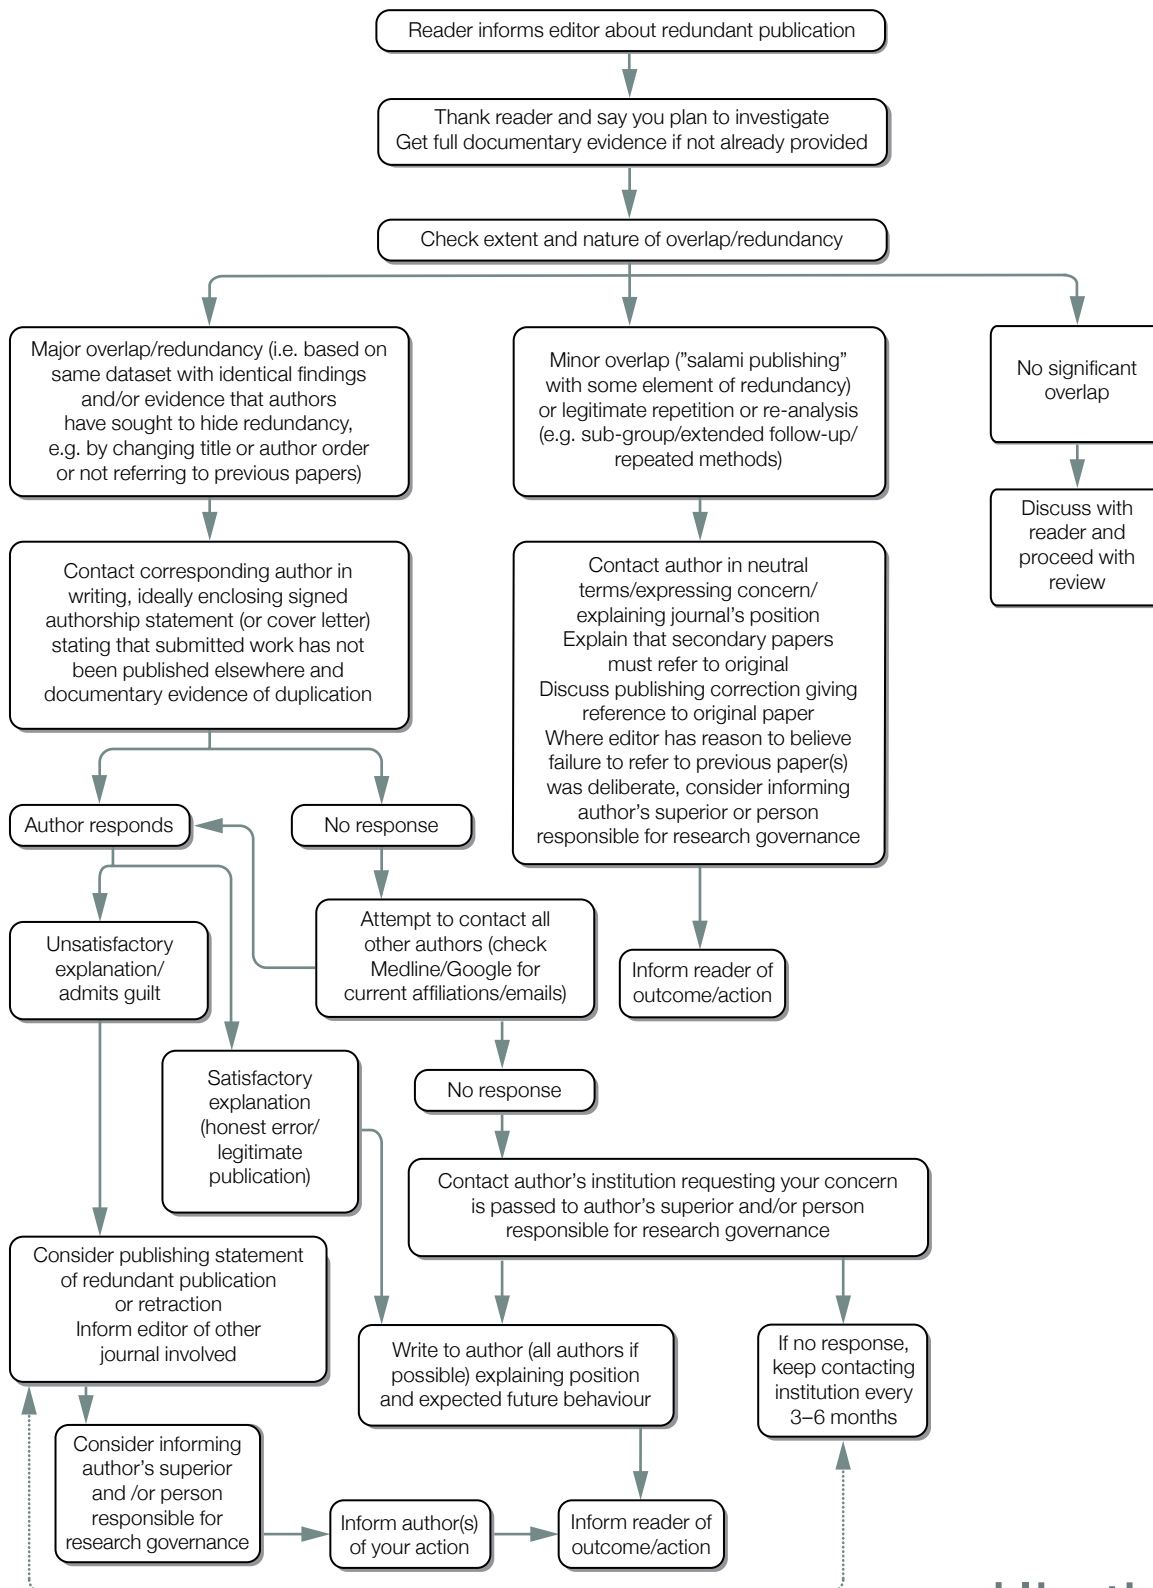 Reader informs editor about redundant publication
Thank reader and say you plan to investigate
Get full documentary evidence if not already provided
Check extent and nature of overlap/redundancy
Major overlap/redundancy (i.e. based on
same dataset with identical findings
and/or evidence that authors
have sought to hide redundancy,
e.g. by changing title or author order
or not referring to previous papers)
Minor overlap ("salami publishing"
with some element of redundancy)
or legitimate repetition or re-analysis
(e.g. sub-group/extended follow-up/
repeated methods)
No significant
overlap
Discuss with
reader and
proceed with
review
Contact corresponding author in
writing, ideally enclosing signed
authorship statement (or cover letter)
stating that submitted work has not
been published elsewhere and
documentary evidence of duplication
Contact author in neutral
terms/expressing concern/
explaining journal's position
Explain that secondary papers
must refer to original
Discuss publishing correction giving
reference to original paper
Where editor has reason to believe
failure to refer to previous paper(s)
was deliberate, consider informing
author's superior or person
responsible for research governance
Author responds
No response
Attempt to contact all
other authors (check
Medline/Google for
current affiliations/emails)
Unsatisfactory
explanation/
admits guilt
Inform reader of
outcome/action
Satisfactory
explanation
(honest error/
legitimate
publication)
No response
Contact author's institution requesting your concern
is passed to author's superior and/or person
responsible for research governance
Consider publishing statement
of redundant publication
or retraction
Inform editor of other
journal involved
Write to author (all authors if
possible) explaining position
and expected future behaviour
If no response,
keep contacting
institution every
3–6 months
Consider informing
author's superior
and /or person
responsible for
research governance
Inform author(s)
of your action
Inform reader of
outcome/action